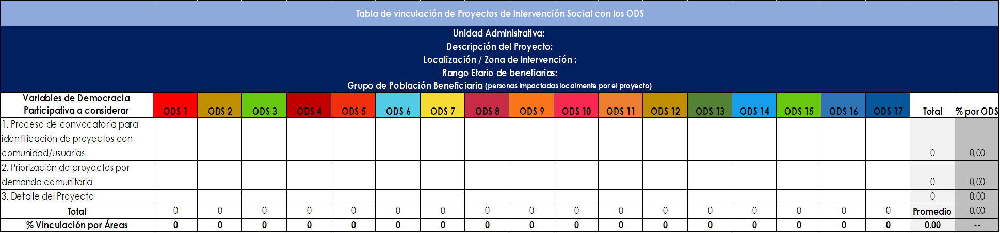 Tabla de vinculación de Proyectos de Intervención Social con los ODS
Unidad Administrativa:
Descripción del Proyecto:
Localización / Zona de Intervención :
Rango Etario de benefiarias:
Grupo de Población Beneficiaria (personas impactadas localmente por el proyecto)
Variables de Democracia
Participativa a considerar
ODS 1 ODS 2 ODS 3 ODS 4 ODS 5 ODS 6 ODS 7 ODS 8 ODS 9 ODS 10 ODS 11 ODS 12 ODS 13 ODS 14 ODS 15 ODS 16 ODS 17 Total % por ODS
1. Proceso de convocatoria para
identificación de proyectos con
comunidad/usuarias 0 0,00
2. Priorización de proyectos por
demanda comunitaria 0 0,00
3. Detalle del Proyecto 0 0,00
Total 0 0 0 0 0 0 0 0 0 0 0 0 0 0 0 0 0 Promedio 0,00
% Vinculación por Áreas 0 0 0 0 0 0 0 0 0 0 0 0 0 0 0 0 0 0,00 --